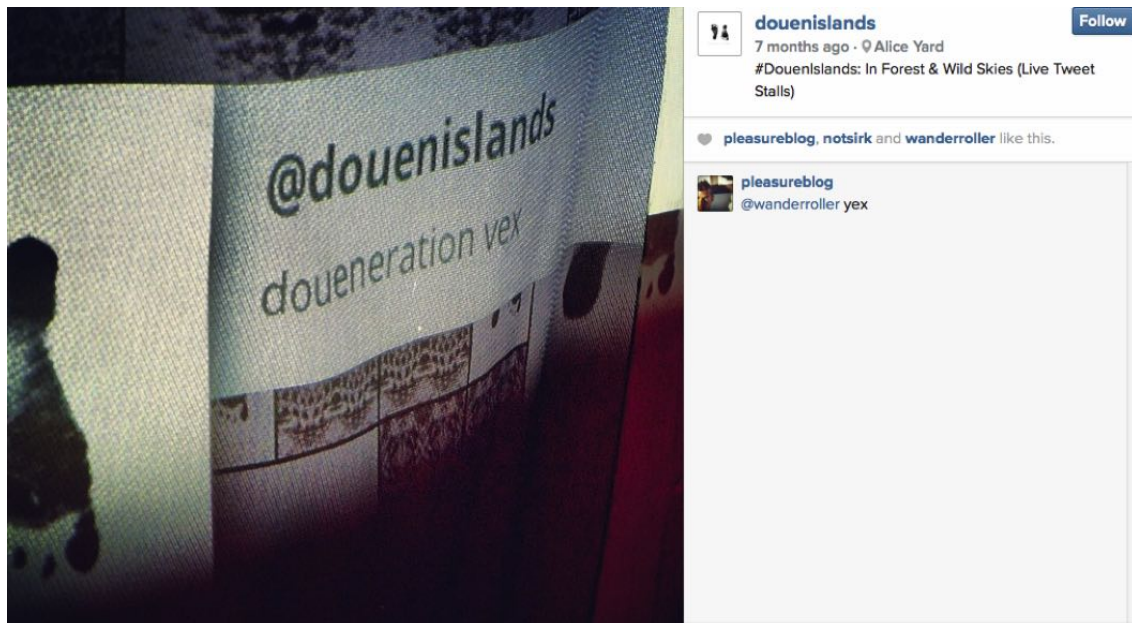 @douenislands
doueneration vex
douenislands
Follow
7 months ago · Alice Yard
#DouenIslands: In Forest & Wild Skies (Live Tweet
Stalls)
pleasureblog, notsirk and wanderroller like this.
pleasureblog
@wanderroller yex